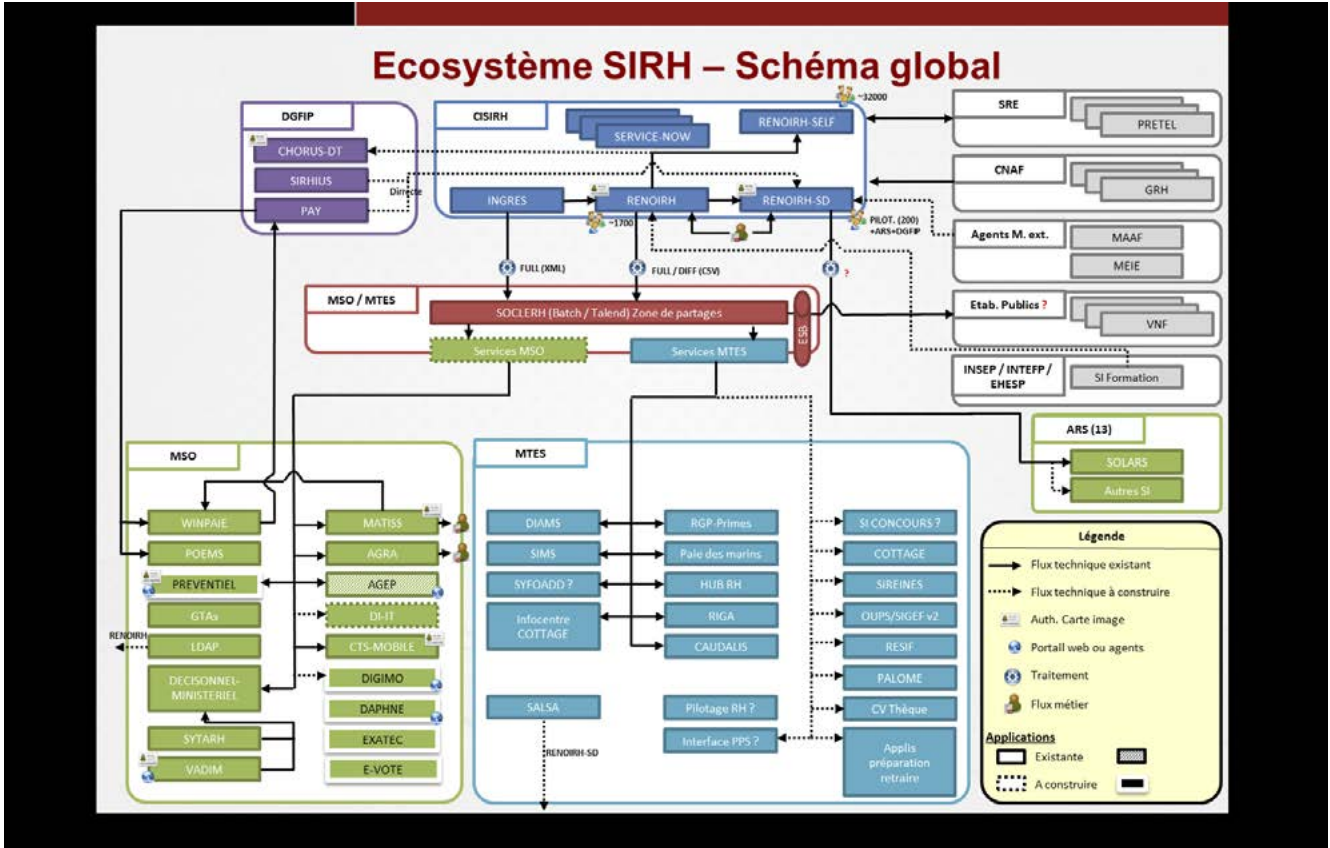 Ecosystème SIRH – Schéma global
DGFIP
CHORUS-DT
SIRHIUS
Dirrecte
PAY
CISIRH
~32000
SERVICE-NOW
RENOIRH-SELF
INGRES
RENOIRH
RENOIRH-SD
~1700
PILOT. (200)
+ARS+DGFIP
FULL (XML)
FULL / DIFF (CSV)
?
SRE
PRETEL
CNAF
GRH
Agents M. ext.
MAAF
MEIE
Etab. Publics ?
VNF
INSEP / INTEFP /
EHESP
SI Formation
MSO / MTES
SOCLERH (Batch / Talend) Zone de partages
ESB
Services MSO
Services MTES
ARS (13)
SOLARS
Autres SI
MSO
WINPAIE
POEMS
PREVENTIEL
GTAs
RENOIRH
LDAP
DECISONNEL-
MINISTERIEL
SYTARH
VADIM
MATISS
AGRA
AGEP
DI-IT
CTS-MOBILE
DIGIMO
DAPHNE
EXATEC
E-VOTE
MTES
DIAMS
SIMS
SYFOADD ?
Infocentre
COTTAGE
SALSA
RENOIRH-SD
RGP-Primes
Paie des marins
HUB RH
RIGA
CAUDALIS
Pilotage RH ?
Interface PPS ?
SI CONCOURS ?
COTTAGE
SiREINES
OUPS/SIGEF v2
RESIF
PALOME
CV Thèque
Applis
préparation
retraire
Légende
Flux technique existant
Flux technique à construire
Auth. Carte image
Portail web ou agents
Traitement
Flux métier
Applications
Existante
A construire